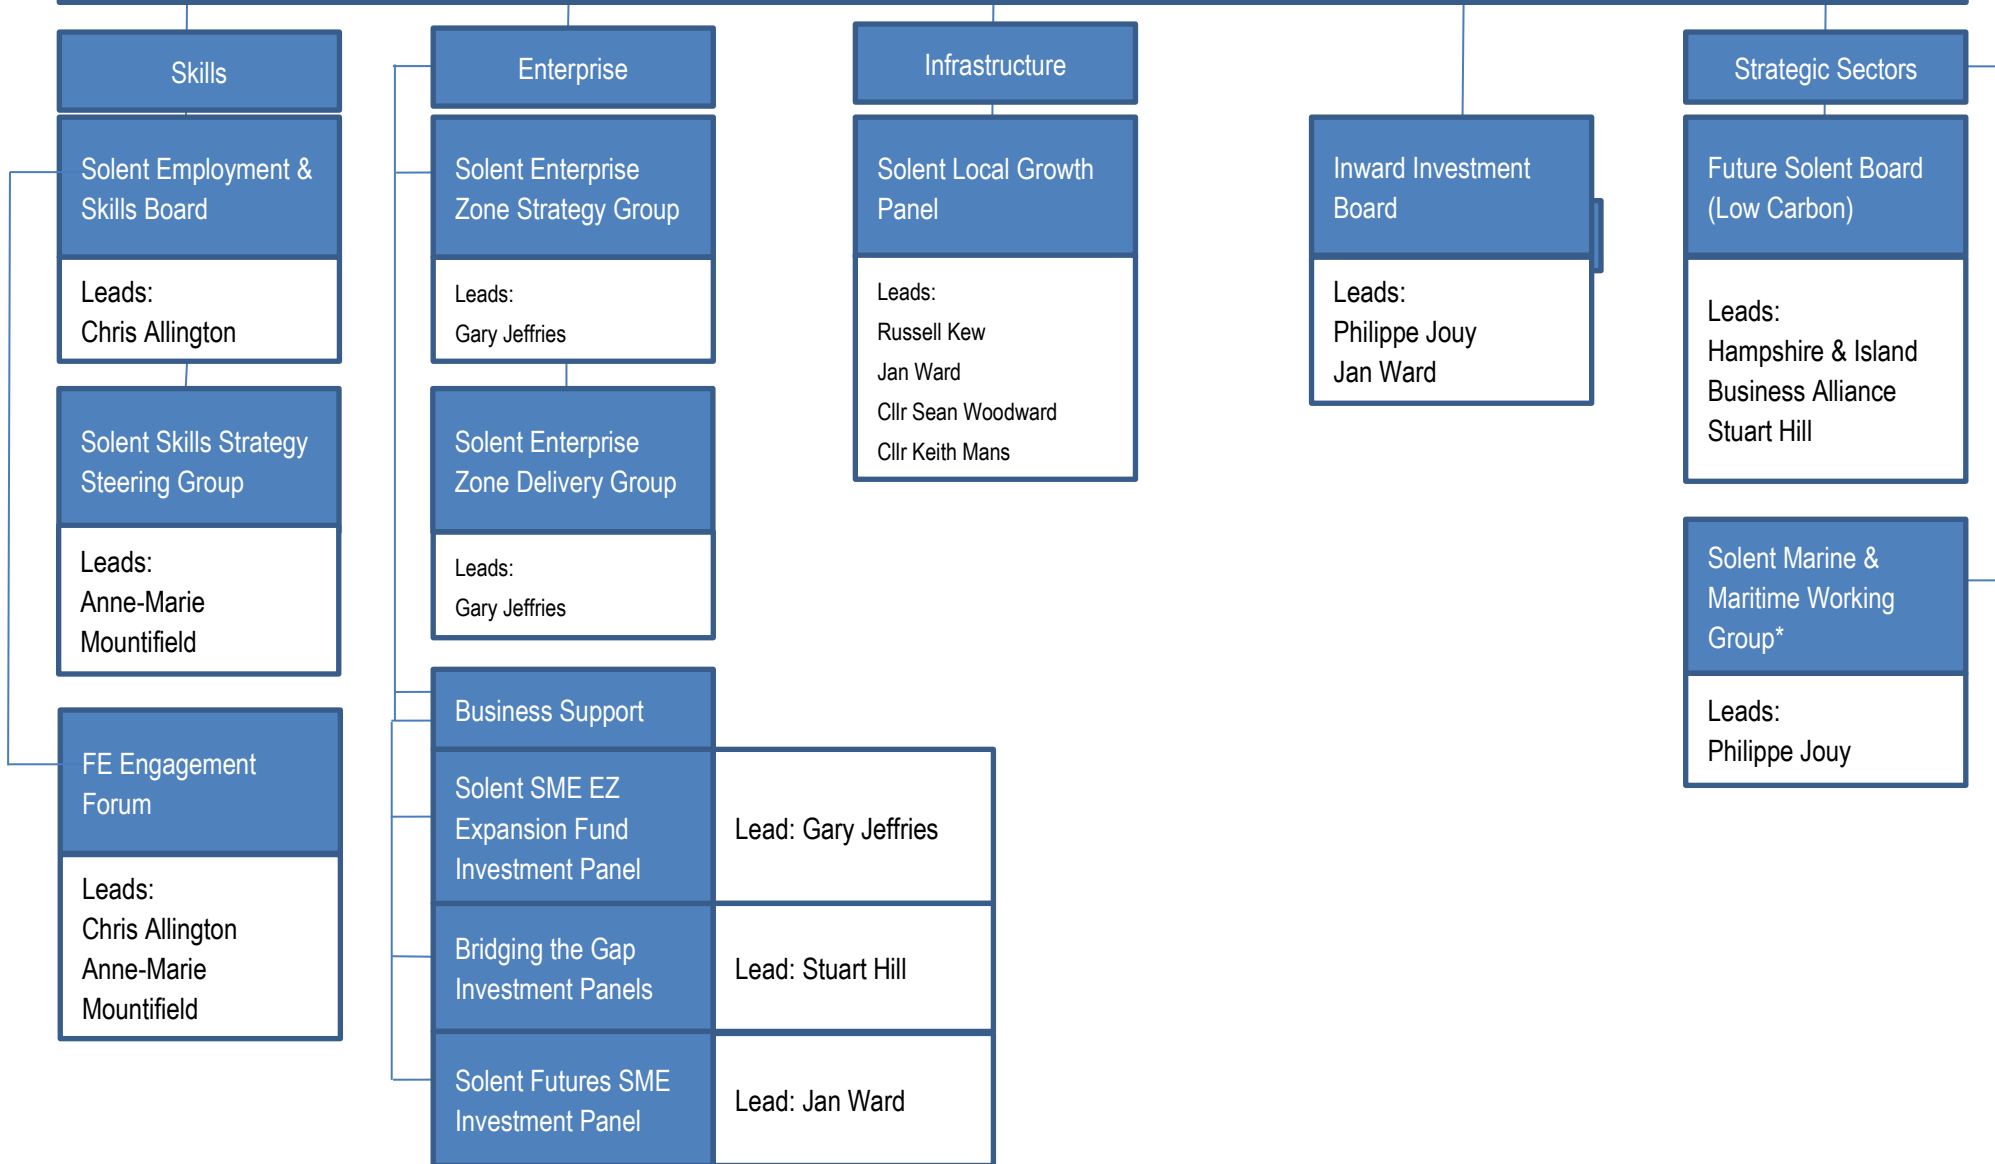 Skills
Solent Employment &
Skills Board
Leads:
Chris Allington
Solent Skills Strategy
Steering Group
Leads:
Anne-Marie
Mountifield
FE Engagement
Forum
Leads:
Chris Allington
Anne-Marie
Mountifield
Enterprise
Solent Enterprise
Zone Strategy Group
Leads:
Gary Jeffries
Solent Enterprise
Zone Delivery Group
Leads:
Gary Jeffries
Business Support
Solent SME EZ
Expansion Fund
Investment Panel
Lead: Gary Jeffries
Bridging the Gap
Investment Panels
Lead: Stuart Hill
Solent Futures SME
Investment Panel
Lead: Jan Ward
Infrastructure
Solent Local Growth
Panel
Leads:
Russell Kew
Jan Ward
Cllr Sean Woodward
Cllr Keith Mans
Inward Investment
Board
Leads:
Philippe Jouy
Jan Ward
Strategic Sectors
Future Solent Board
(Low Carbon)
Leads:
Hampshire & Island
Business Alliance
Stuart Hill
Solent Marine &
Maritime Working
Group*
Leads:
Philippe Jouy